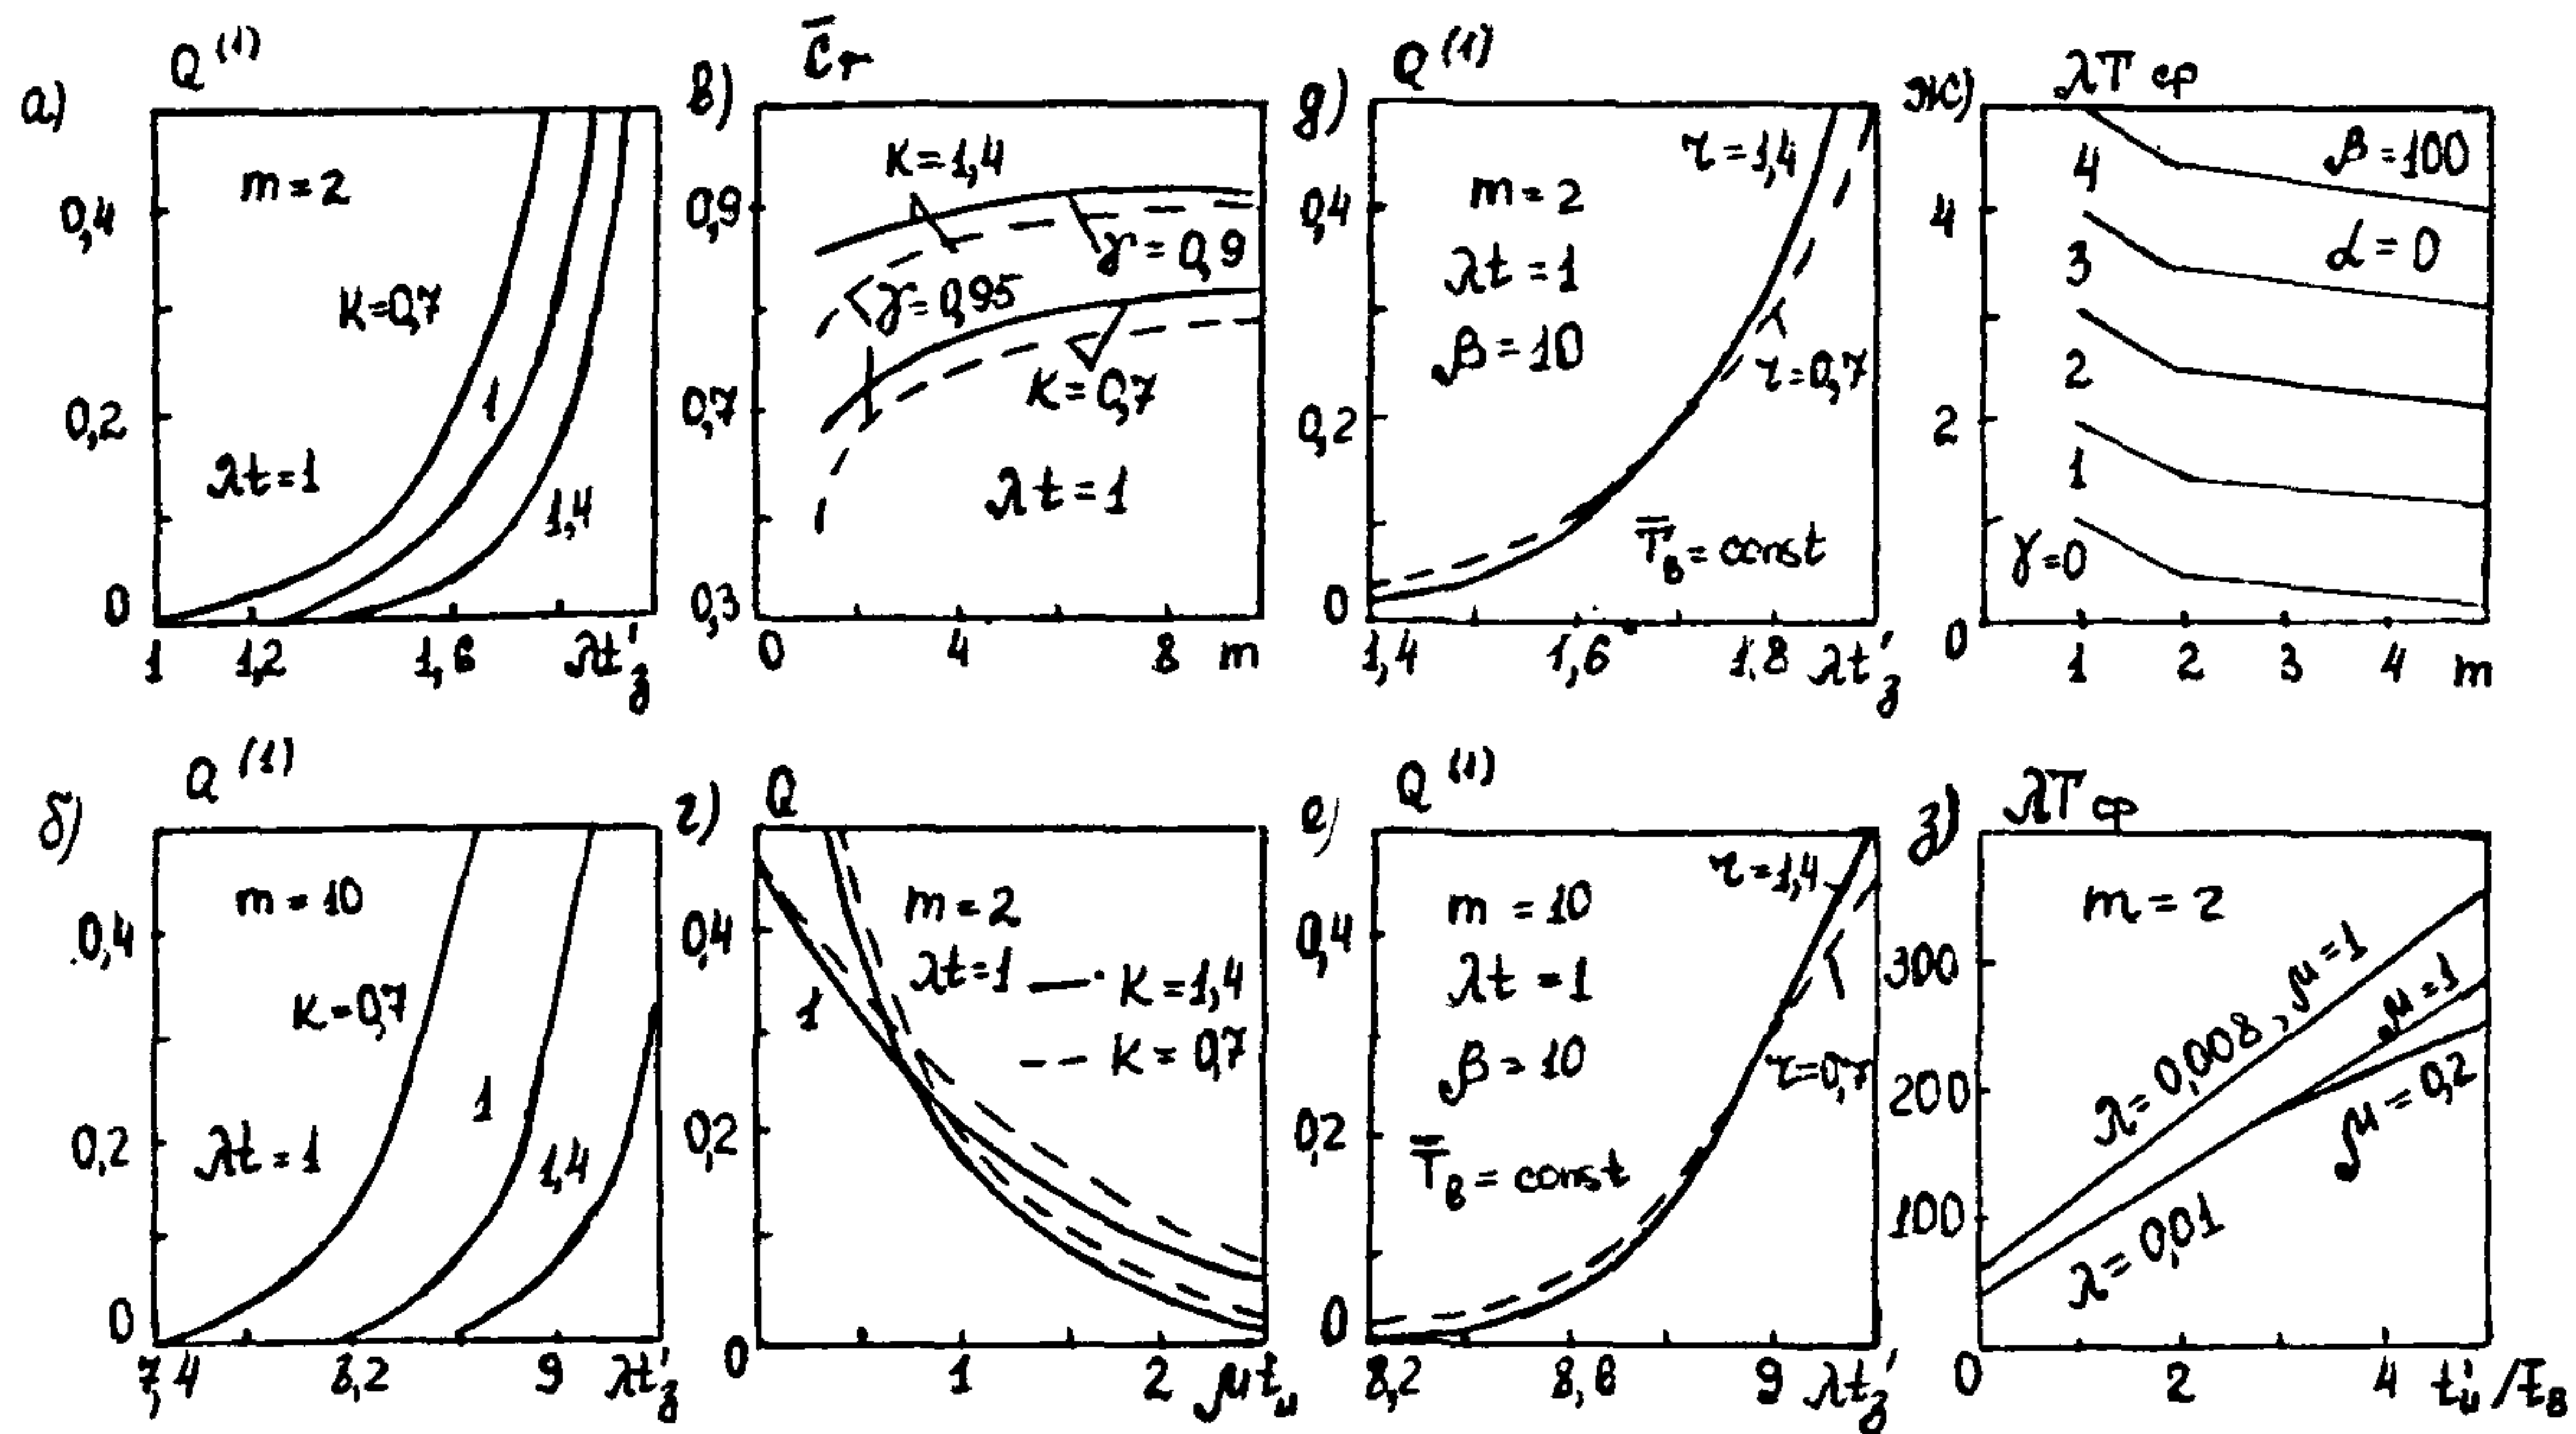 а)
Q (1)
m = 2
0,4
K=0,7
0,2
1
λt=1
1,4
0
1
1,2
1,6
λt'з
в)
C̄т
K=1,4
0,9
γ=0,9
γ=0,95
0,7
K=0,7
λt=1
0,3
0
4
8
m
д)
Q (1)
τ=1,4
m=2
0,4
λt=1
β=10
τ=0,7
0,2
T̄в=const
0
1,4
1,6
1,8
λt'з
ж)
λTср
β=100
4
4
α=0
3
2
2
1
γ=0
0
1
2
3
4
m
б)
Q (1)
m=10
0,4
K=0,7
1
0,2
λt=1
1,4
0
7,4
8,2
9
λt'з
г)
Q
m=2
0,4
λt=1
K=1,4
1
K=0,7
0,2
0
1
2
μtи
е)
Q (1)
τ=1,4
m=10
0,4
λt=1
β=10
τ=0,7
0,2
T̄в=const
0
8,2
8,6
9
λt'з
з)
λTср
m=2
300
λ=0,008, μ=1
μ=1
200
μ=0,2
100
λ=0,01
0
2
4
t'и/t̄в